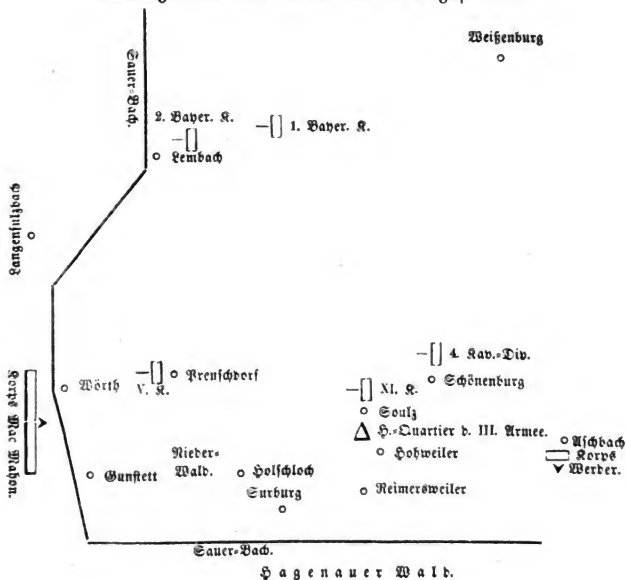 Weißenburg
Sauer-Bach.
2. Bayer. K.
1. Bayer. K.
Lembach
Langensulzbach
4. Kav.-Div.
Schönenburg
Preuschdorf
V. K.
Wörth
XI. K.
Soulz
H.-Quartier d. III. Armee.
Hohweiler
Aschbach
Korps
Werder.
Korps Mac Mahon.
Gunstett
Nieder-
Wald.
Holschloch
Surburg
Reimersweiler
Sauer-Bach.
Hagenauer Wald.